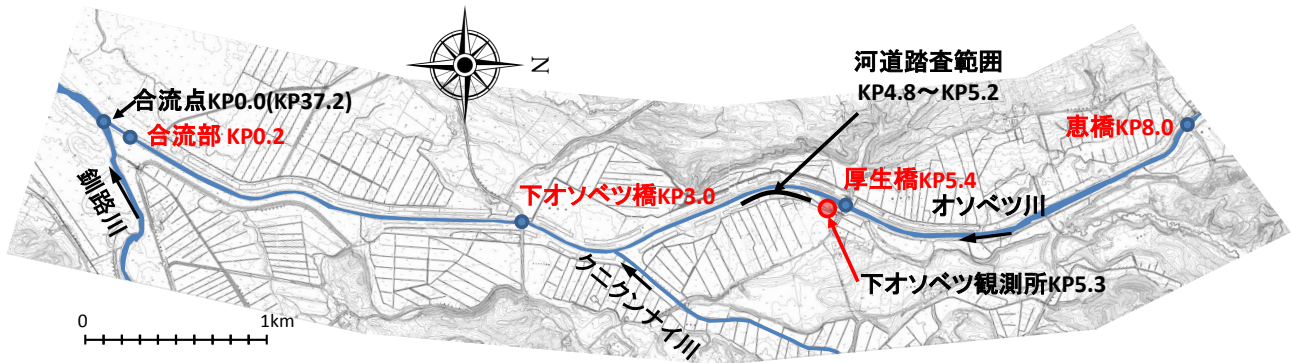 N
河道踏査範囲
KP4.8～KP5.2
合流点KP0.0(KP37.2)
合流部 KP0.2
恵橋KP8.0
釧路川
下オソベツ橋KP3.0
厚生橋KP5.4
オソベツ川
クニクンナイ川
下オソベツ観測所KP5.3
0 1km